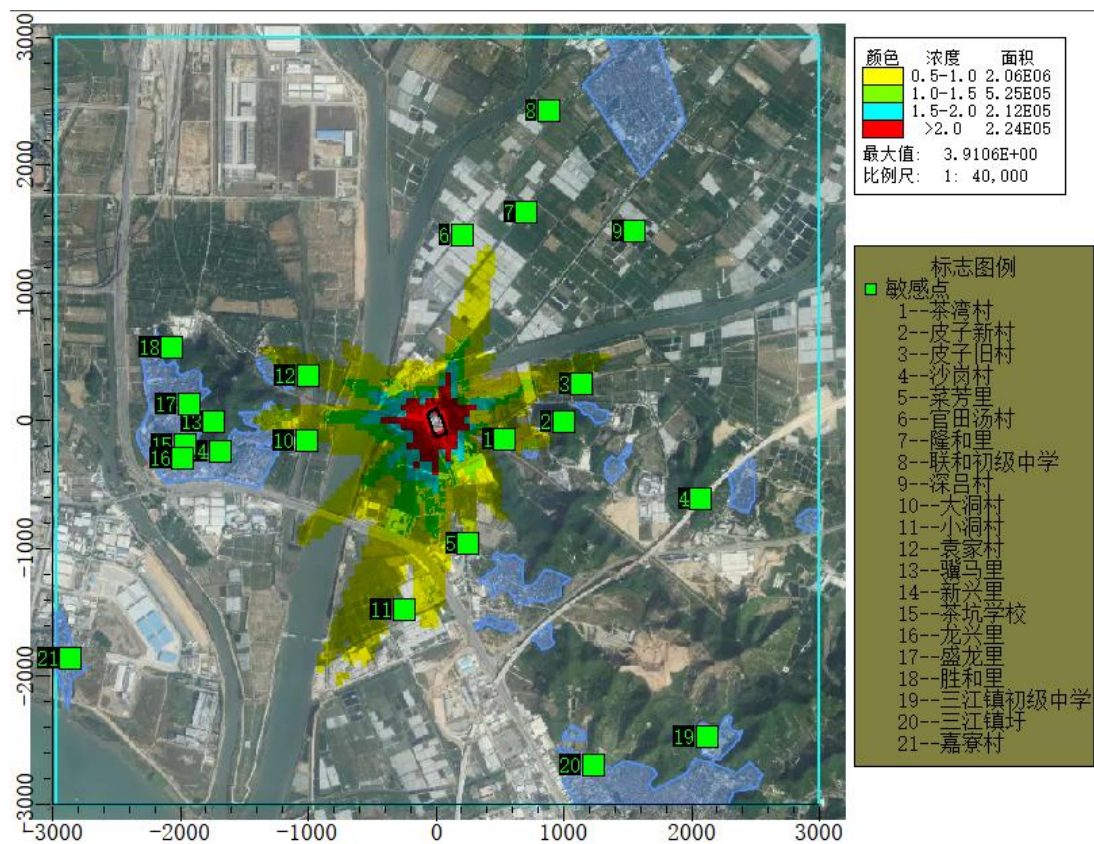 颜色 浓度 面积
0.5-1.0 2.06E06
1.0-1.5 5.25E05
1.5-2.0 2.12E05
>2.0 2.24E05
最大值: 3.9106E+00
比例尺: 1: 40,000
标志图例
敏感点
1--茶湾村
2--皮子新村
3--皮子旧村
4--沙岗村
5--菜芳里
6--官田汤村
7--隆和里
8--联和初级中学
9--深吕村
10--大洞村
11--小洞村
12--袁家村
13--骥马里
14--新兴里
15--茶坑学校
16--龙兴里
17--盛龙里
18--胜和里
19--三江镇初级中学
20--三江镇圩
21--嘉寮村
3000
2000
1000
0
-1000
-2000
-3000
-3000 -2000 -1000 0 1000 2000 3000
8
7
9
6
18
12
3
17
13
2
10
1
15
4
16
4
5
11
21
19
20